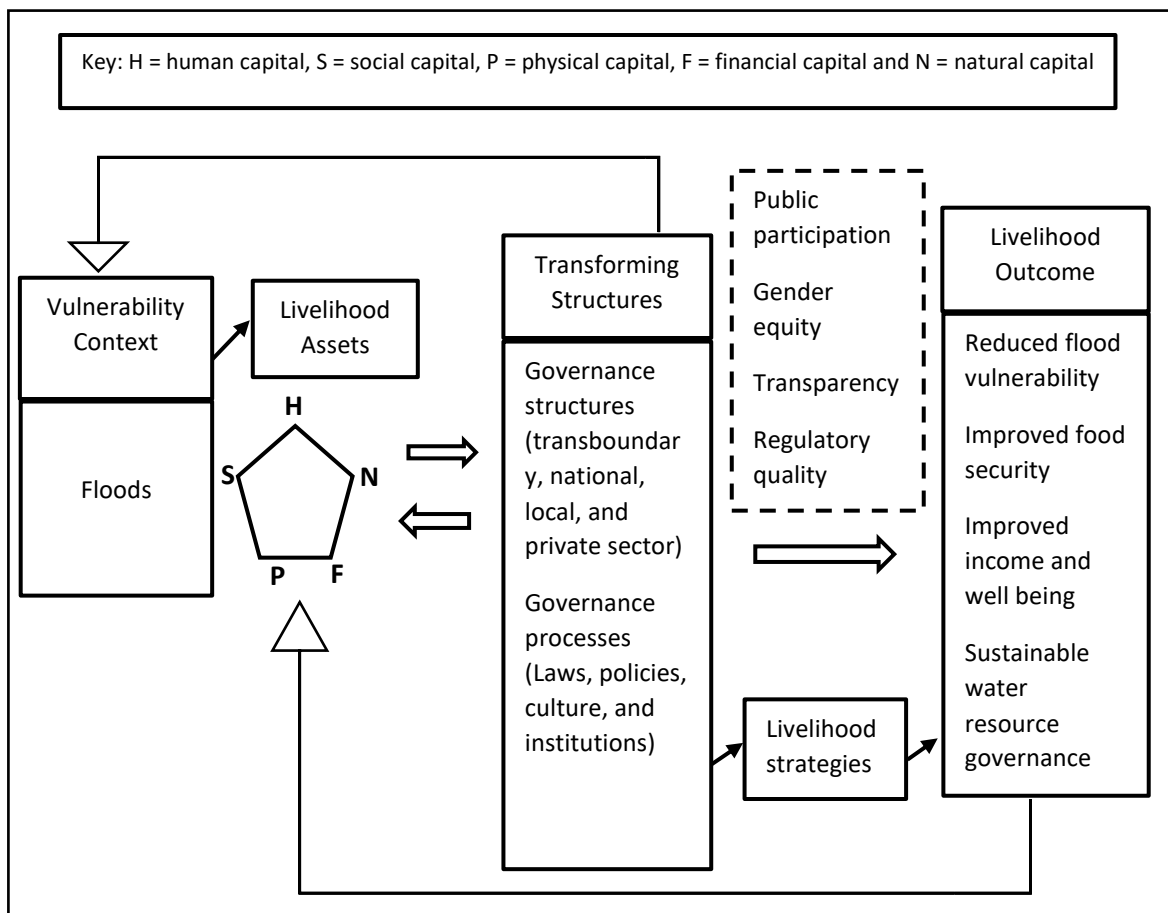 Key: H = human capital, S = social capital, P = physical capital, F = financial capital and N = natural capital
Vulnerability
Context
Floods
Livelihood
Assets
H
S
N
P
F
Transforming
Structures
Governance
structures
(transboundar
y, national,
local, and
private sector)
Governance
processes
(Laws, policies,
culture, and
institutions)
Public
participation
Gender
equity
Transparency
Regulatory
quality
Livelihood
strategies
Livelihood
Outcome
Reduced flood
vulnerability
Improved food
security
Improved
income and
well being
Sustainable
water
resource
governance